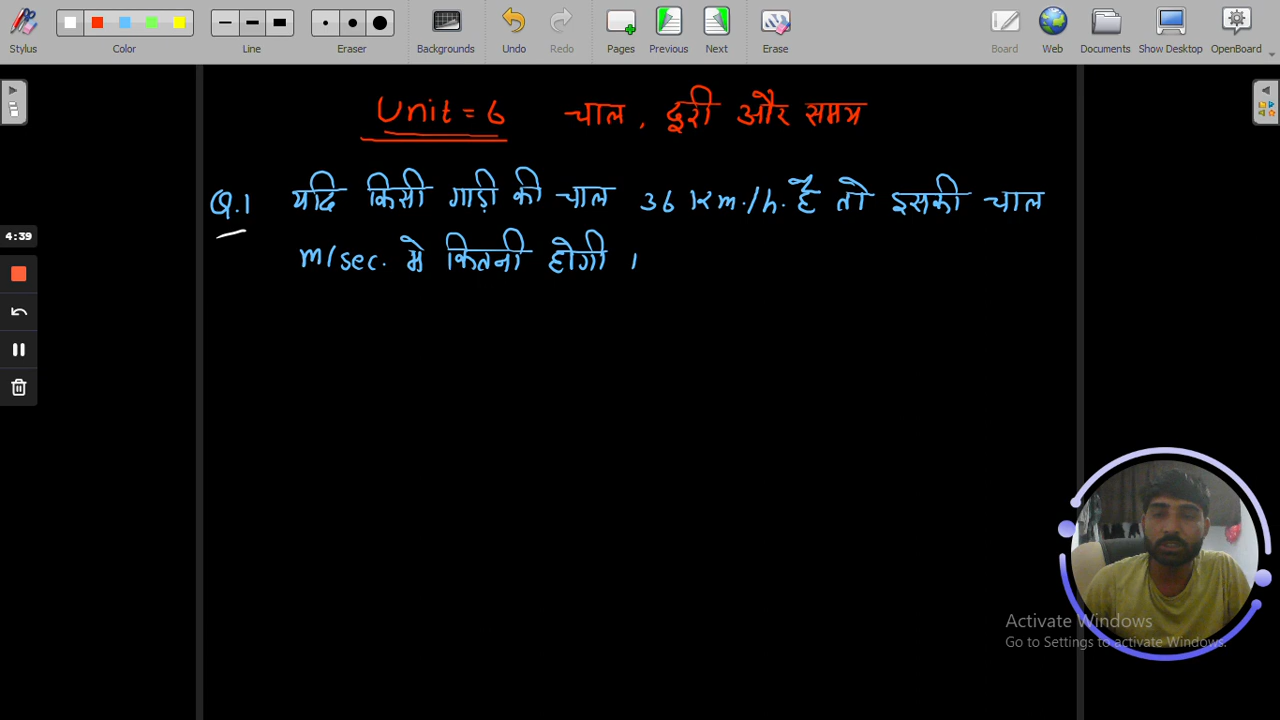 Stylus
Color
Line
Eraser
Backgrounds
Undo
Redo
Pages
Previous
Next
Erase
Board
Web
Documents
Show Desktop
OpenBoard
Unit = 6 चाल, दुरी और समत्र
Q.1 यदि किसी गाड़ी की चाल 36 km./h. है तो इसकी चाल
4:39
m/sec. मे कितनी होगी ।
Activate Windows
Go to Settings to activate Windows.